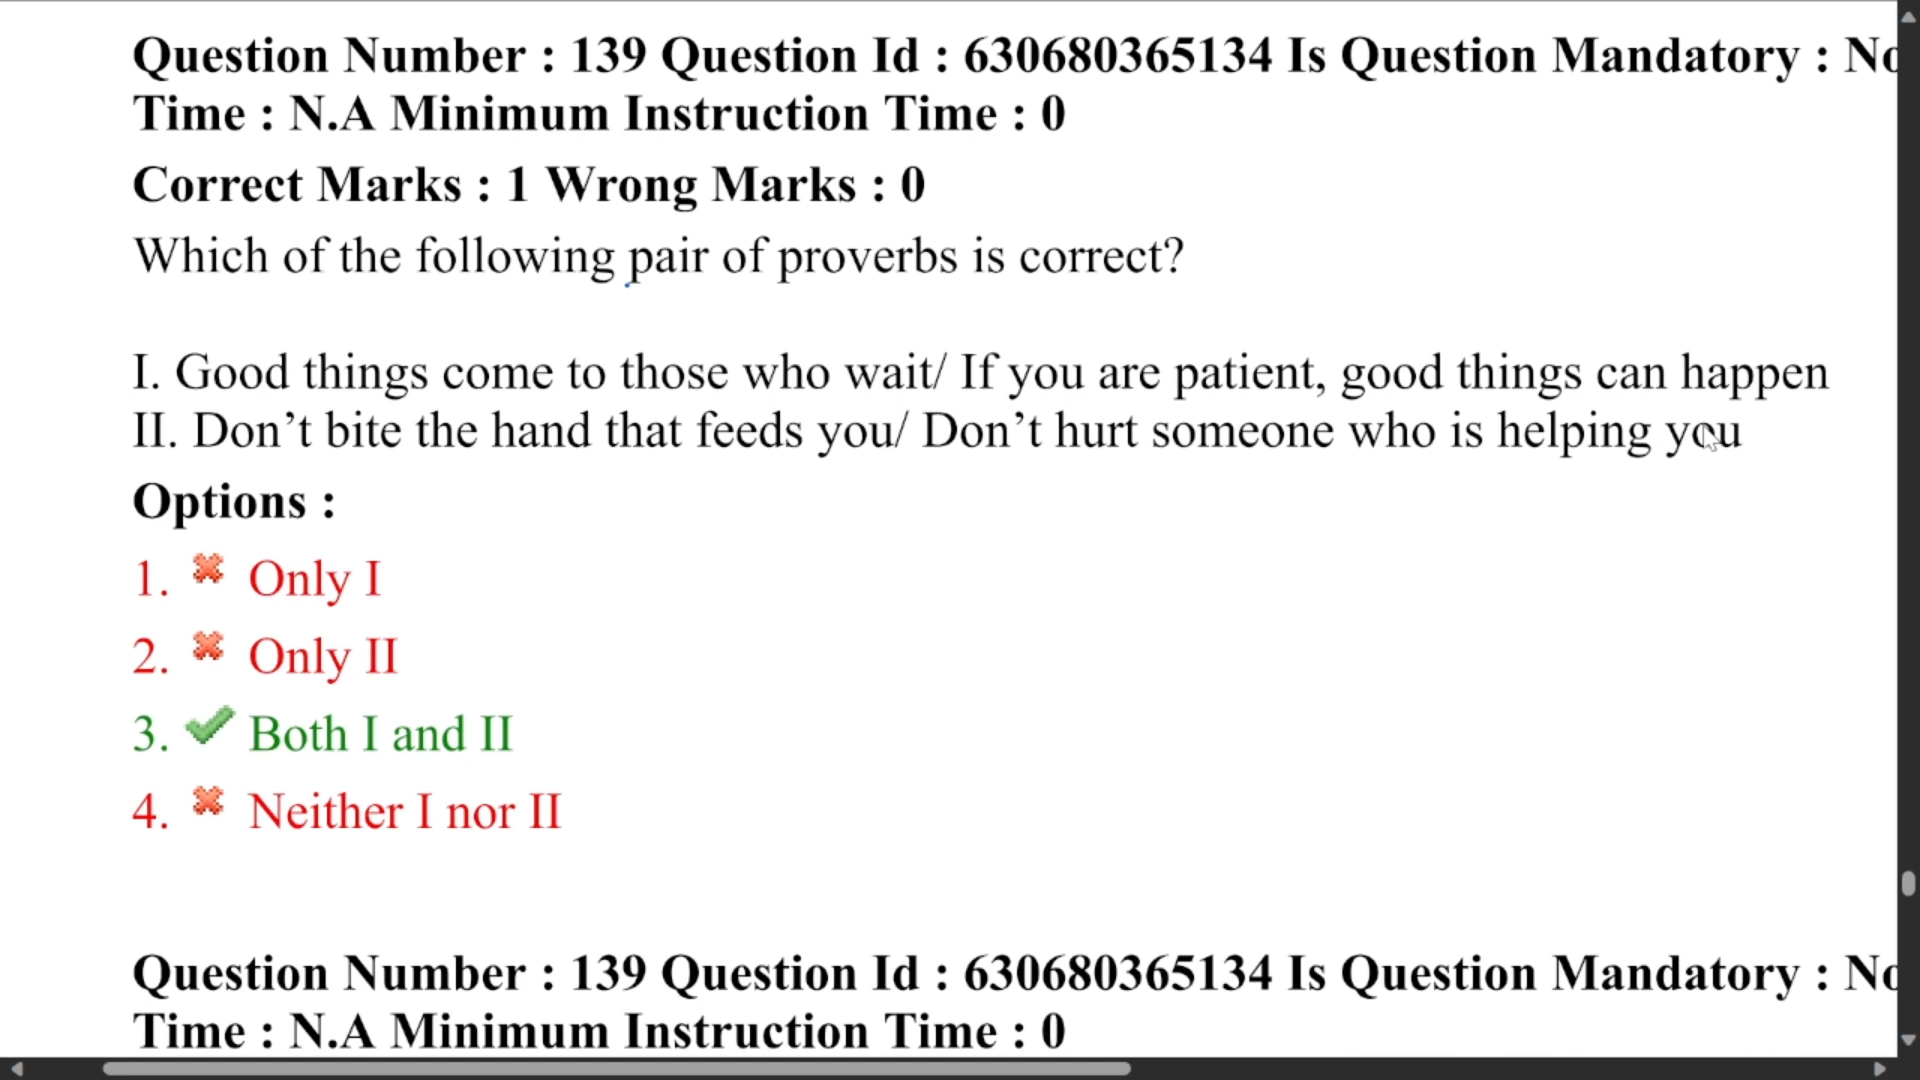 Question Number : 139 Question Id : 630680365134 Is Question Mandatory : No
Time : N.A Minimum Instruction Time : 0
Correct Marks : 1 Wrong Marks : 0
Which of the following pair of proverbs is correct?
I. Good things come to those who wait/ If you are patient, good things can happen
II. Don’t bite the hand that feeds you/ Don’t hurt someone who is helping you
Options :
1. Only I
2. Only II
3. Both I and II
4. Neither I nor II
Question Number : 139 Question Id : 630680365134 Is Question Mandatory : No
Time : N.A Minimum Instruction Time : 0